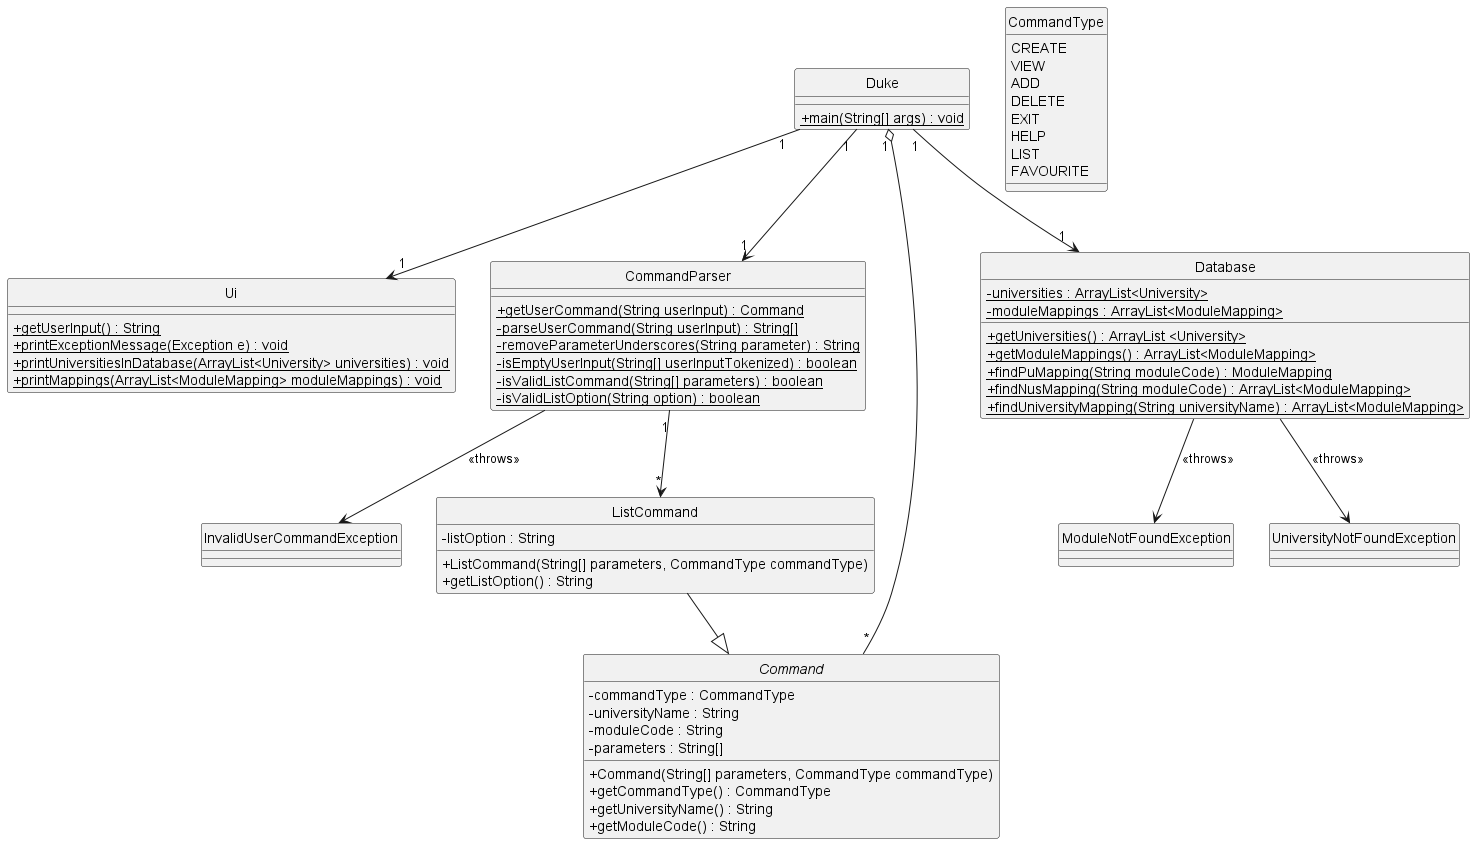 CommandType
CREATE
VIEW
ADD
DELETE
EXIT
HELP
LIST
FAVOURITE
Duke
+main(String[] args) : void
1
1
1
1
1
1
1
Ui
+getUserInput() : String
+printExceptionMessage(Exception e) : void
+printUniversitiesInDatabase(ArrayList<University> universities) : void
+printMappings(ArrayList<ModuleMapping> moduleMappings) : void
CommandParser
+getUserCommand(String userInput) : Command
-parseUserCommand(String userInput) : String[]
-removeParameterUnderscores(String parameter) : String
-isEmptyUserInput(String[] userInputTokenized) : boolean
-isValidListCommand(String[] parameters) : boolean
-isValidListOption(String option) : boolean
Database
-universities : ArrayList<University>
-moduleMappings : ArrayList<ModuleMapping>
+getUniversities() : ArrayList <University>
+getModuleMappings() : ArrayList<ModuleMapping>
+findPuMapping(String moduleCode) : ModuleMapping
+findNusMapping(String moduleCode) : ArrayList<ModuleMapping>
+findUniversityMapping(String universityName) : ArrayList<ModuleMapping>
«throws»
1
*
«throws»
«throws»
InvalidUserCommandException
ListCommand
-listOption : String
+ListCommand(String[] parameters, CommandType commandType)
+getListOption() : String
ModuleNotFoundException
UniversityNotFoundException
*
Command
-commandType : CommandType
-universityName : String
-moduleCode : String
-parameters : String[]
+Command(String[] parameters, CommandType commandType)
+getCommandType() : CommandType
+getUniversityName() : String
+getModuleCode() : String